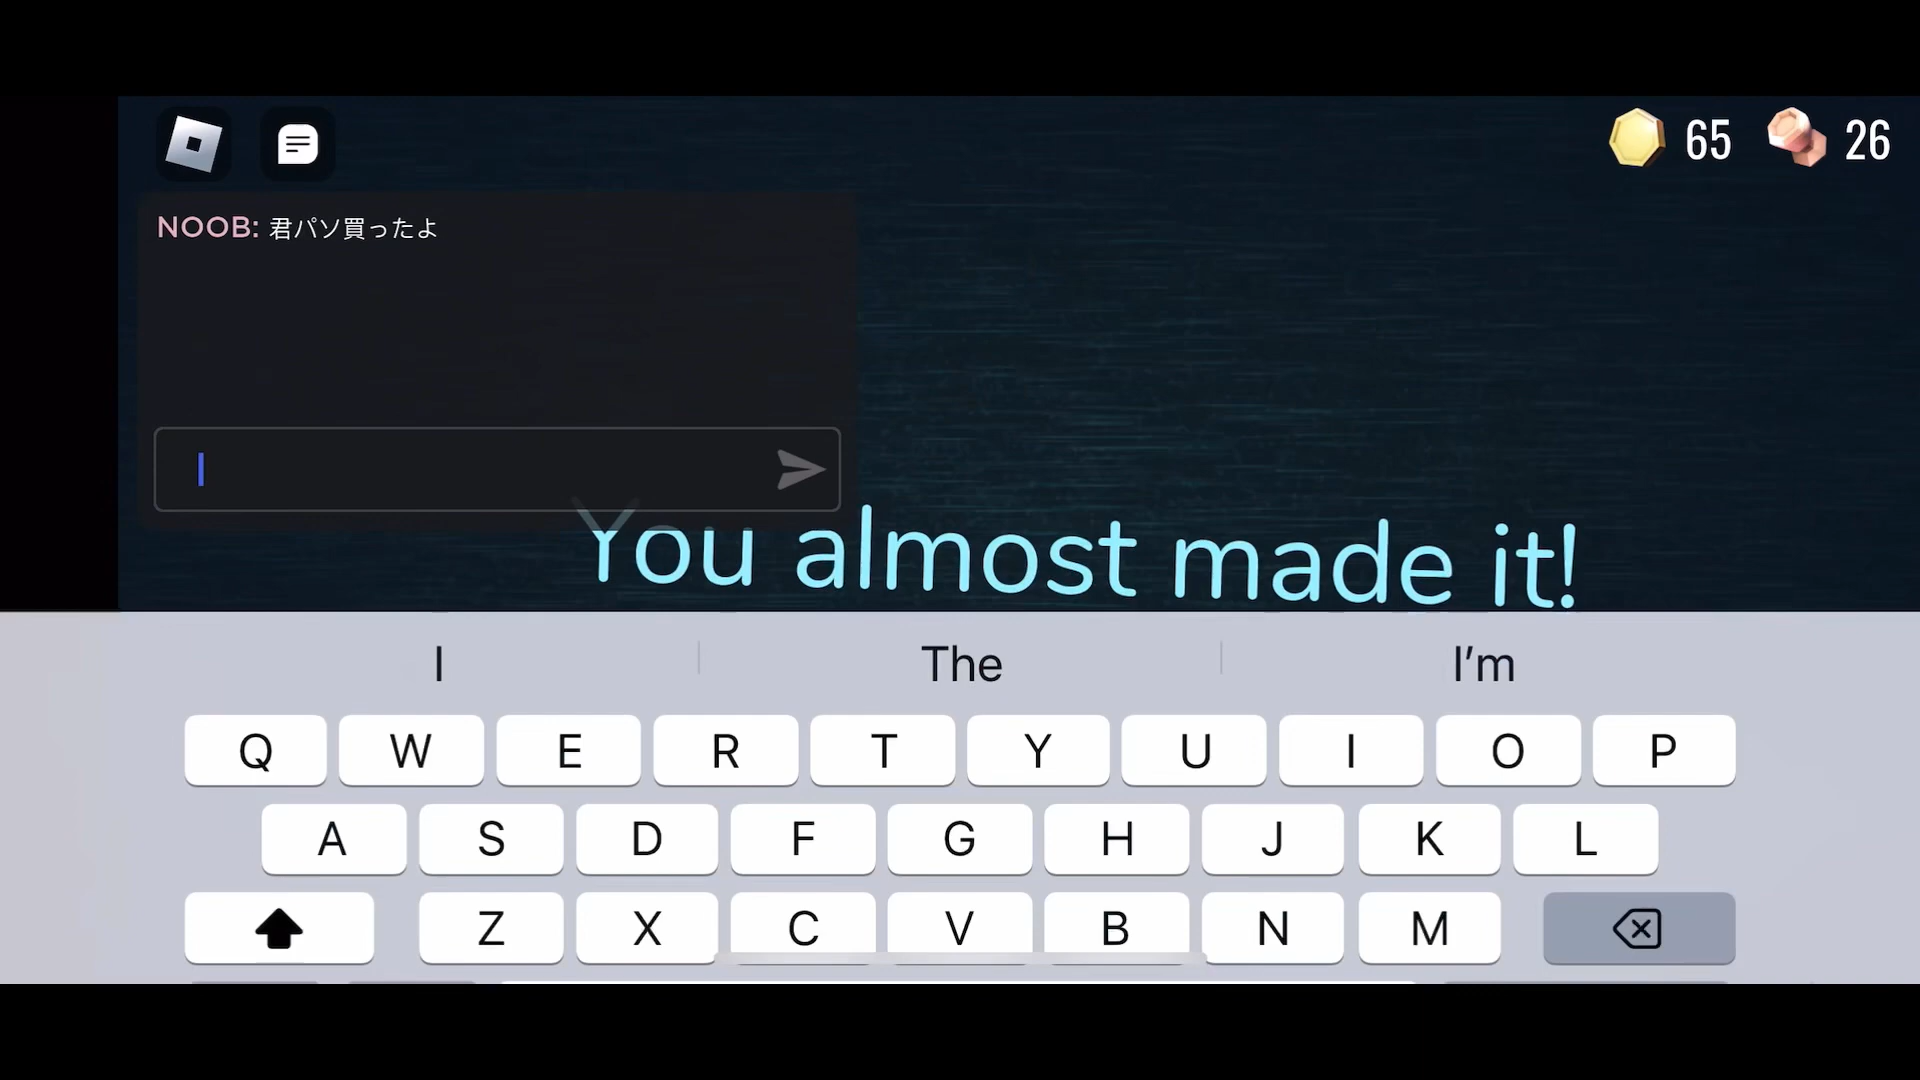 65 26
NOOB: 君パソ買ったよ
You almost made it!
I The I'm
Q W E R T Y U I O P
A S D F G H J K L
Z X C V B N M